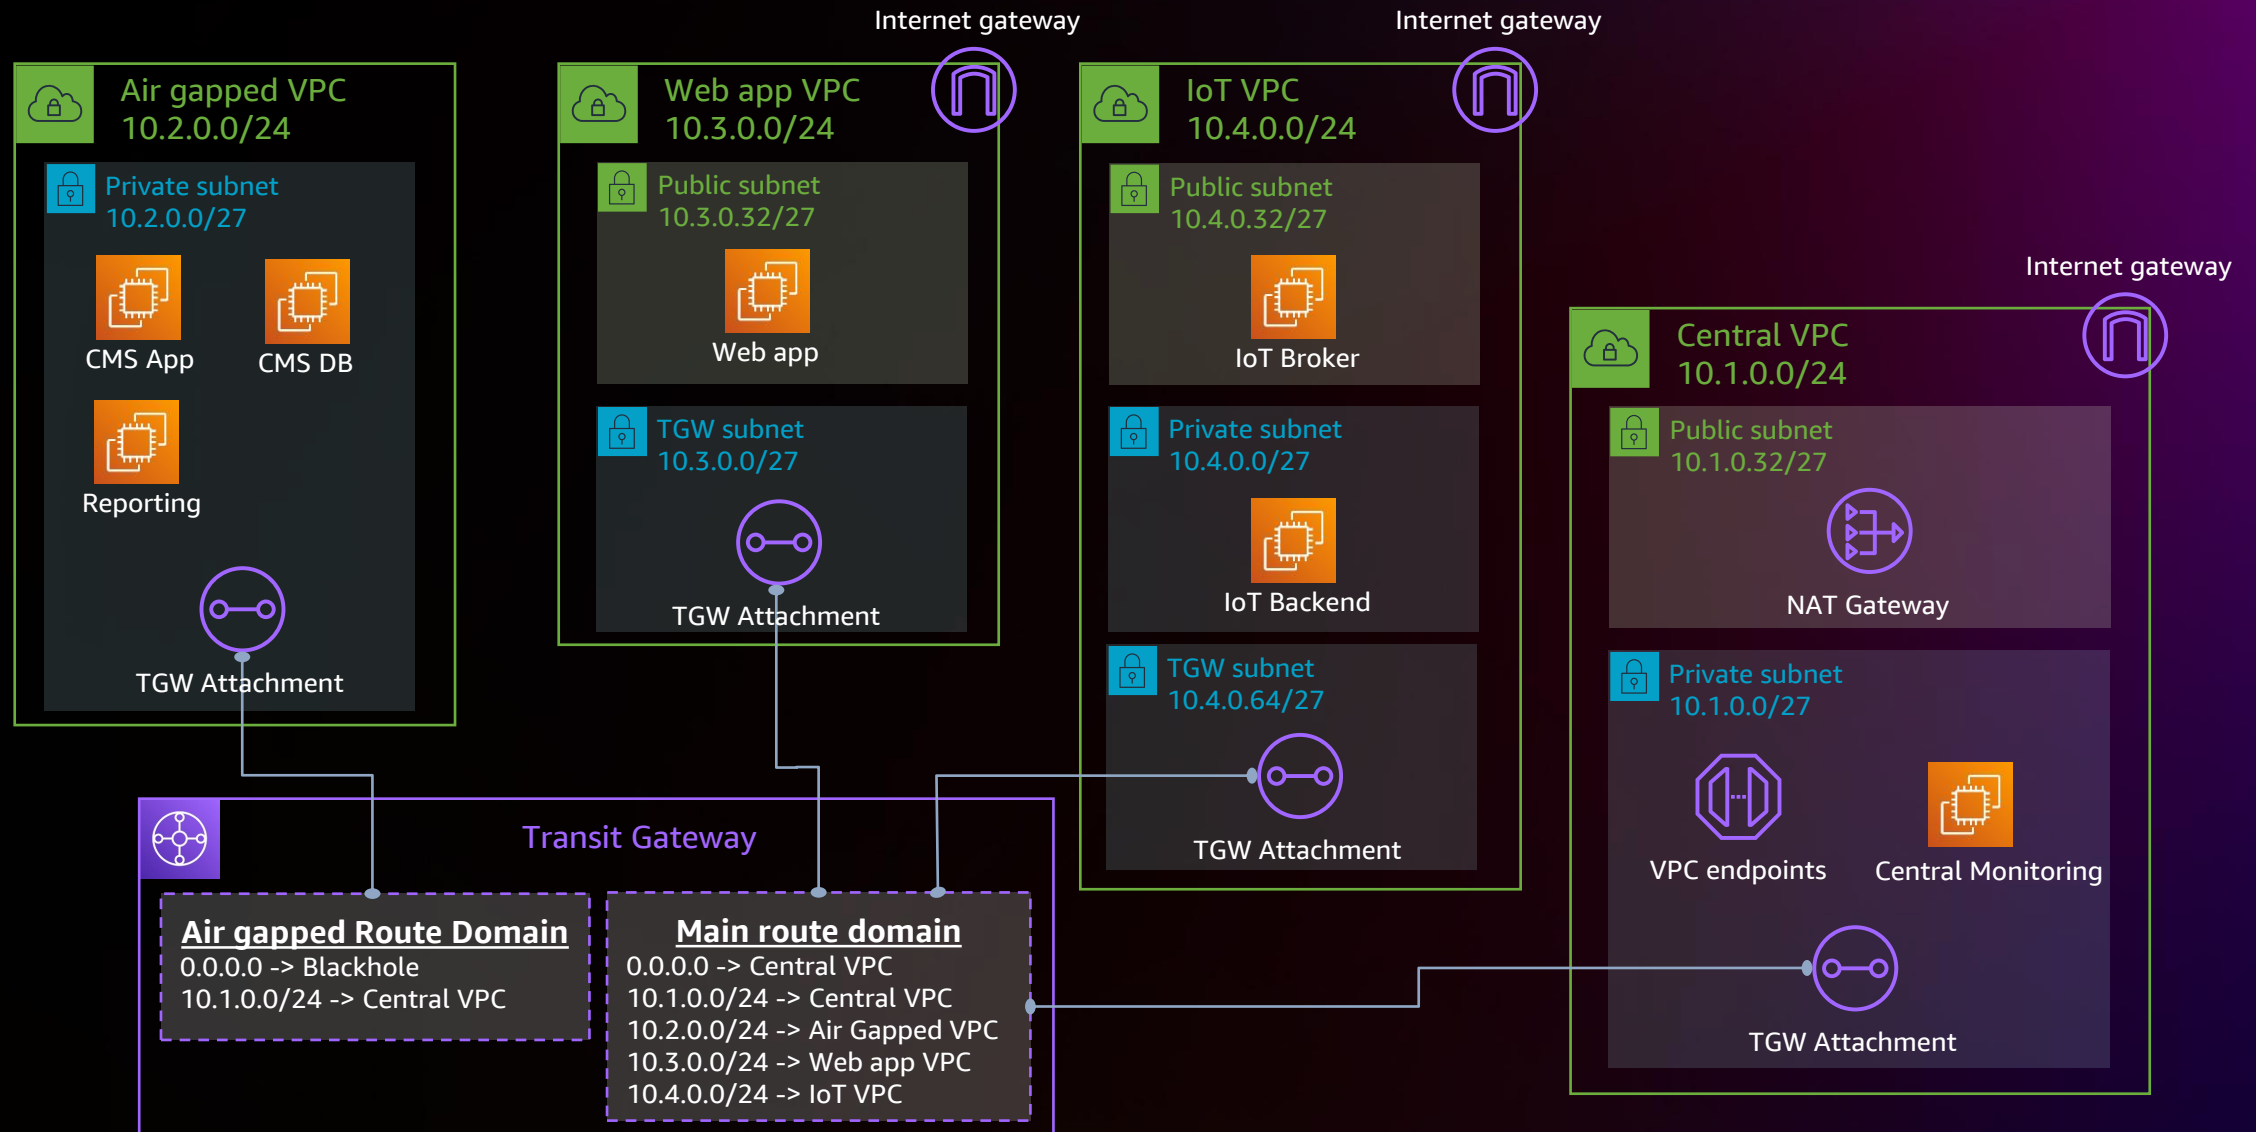 Internet gateway
Internet gateway
Air gapped VPC
10.2.0.0/24
Private subnet
10.2.0.0/27
CMS App
CMS DB
Reporting
TGW Attachment
Web app VPC
10.3.0.0/24
Public subnet
10.3.0.32/27
Web app
TGW subnet
10.3.0.0/27
TGW Attachment
IoT VPC
10.4.0.0/24
Public subnet
10.4.0.32/27
IoT Broker
Private subnet
10.4.0.0/27
IoT Backend
TGW subnet
10.4.0.64/27
TGW Attachment
Internet gateway
Central VPC
10.1.0.0/24
Public subnet
10.1.0.32/27
NAT Gateway
Private subnet
10.1.0.0/27
VPC endpoints
Central Monitoring
TGW Attachment
Transit Gateway
Air gapped Route Domain
0.0.0.0 -> Blackhole
10.1.0.0/24 -> Central VPC
Main route domain
0.0.0.0 -> Central VPC
10.1.0.0/24 -> Central VPC
10.2.0.0/24 -> Air Gapped VPC
10.3.0.0/24 -> Web app VPC
10.4.0.0/24 -> IoT VPC